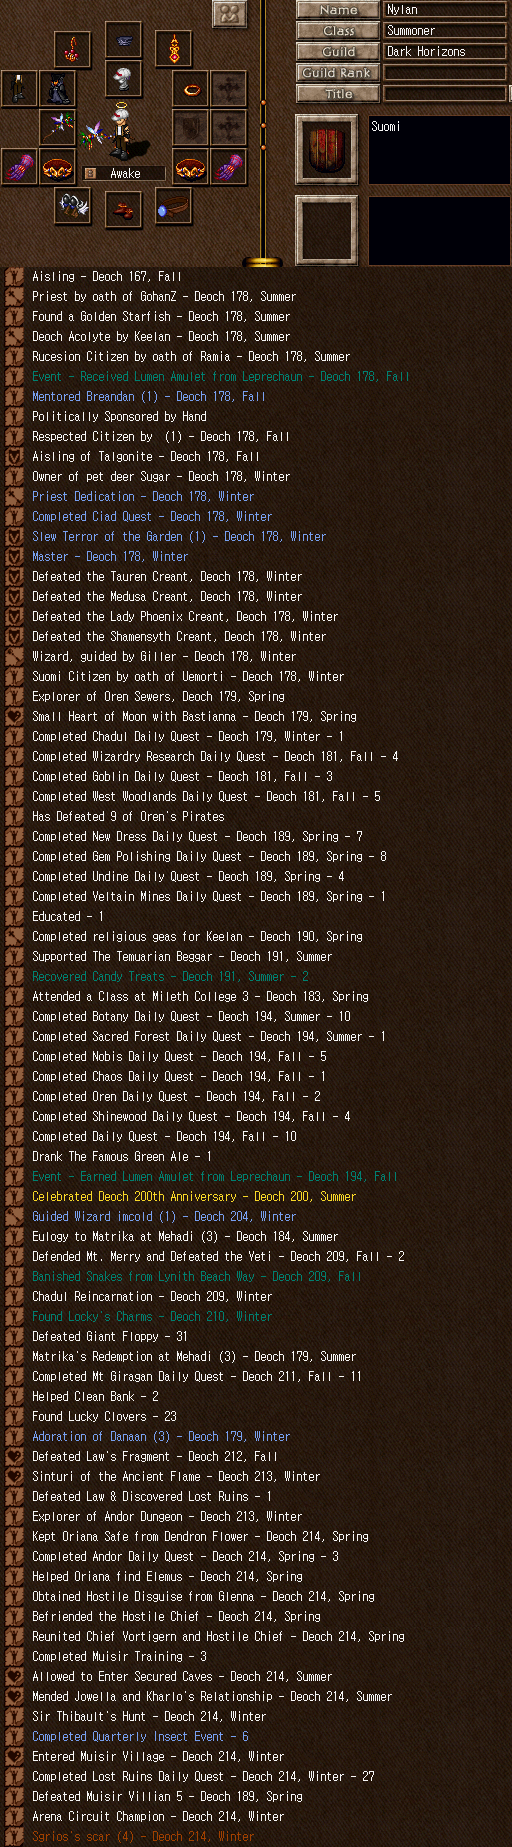 Name
Nylan
Class
Summoner
Guild
Dark Horizons
Guild Rank
Title
Suomi
Awake
Aisling - Deoch 167, Fall
Priest by oath of GohanZ - Deoch 178, Summer
Found a Golden Starfish - Deoch 178, Summer
Deoch Acolyte by Keelan - Deoch 178, Summer
Rucesion Citizen by oath of Ramia - Deoch 178, Summer
Event - Received Lumen Amulet from Leprechaun - Deoch 178, Fall
Mentored Breandan (1) - Deoch 178, Fall
Politically Sponsored by Hand
Respected Citizen by  (1) - Deoch 178, Fall
Aisling of Talgonite - Deoch 178, Fall
Owner of pet deer Sugar - Deoch 178, Winter
Priest Dedication - Deoch 178, Winter
Completed Ciad Quest - Deoch 178, Winter
Slew Terror of the Garden (1) - Deoch 178, Winter
Master - Deoch 178, Winter
Defeated the Tauren Creant, Deoch 178, Winter
Defeated the Medusa Creant, Deoch 178, Winter
Defeated the Lady Phoenix Creant, Deoch 178, Winter
Defeated the Shamensyth Creant, Deoch 178, Winter
Wizard, guided by Giller - Deoch 178, Winter
Suomi Citizen by oath of Uemorti - Deoch 178, Winter
Explorer of Oren Sewers, Deoch 179, Spring
Small Heart of Moon with Bastianna - Deoch 179, Spring
Completed Chadul Daily Quest - Deoch 179, Winter - 1
Completed Wizardry Research Daily Quest - Deoch 181, Fall - 4
Completed Goblin Daily Quest - Deoch 181, Fall - 3
Completed West Woodlands Daily Quest - Deoch 181, Fall - 5
Has Defeated 9 of Oren's Pirates
Completed New Dress Daily Quest - Deoch 189, Spring - 7
Completed Gem Polishing Daily Quest - Deoch 189, Spring - 8
Completed Undine Daily Quest - Deoch 189, Spring - 4
Completed Veltain Mines Daily Quest - Deoch 189, Spring - 1
Educated - 1
Completed religious geas for Keelan - Deoch 190, Spring
Supported The Temuarian Beggar - Deoch 191, Summer
Recovered Candy Treats - Deoch 191, Summer - 2
Attended a Class at Mileth College 3 - Deoch 183, Spring
Completed Botany Daily Quest - Deoch 194, Summer - 10
Completed Sacred Forest Daily Quest - Deoch 194, Summer - 1
Completed Nobis Daily Quest - Deoch 194, Fall - 5
Completed Chaos Daily Quest - Deoch 194, Fall - 1
Completed Oren Daily Quest - Deoch 194, Fall - 2
Completed Shinewood Daily Quest - Deoch 194, Fall - 4
Completed Daily Quest - Deoch 194, Fall - 10
Drank The Famous Green Ale - 1
Event - Earned Lumen Amulet from Leprechaun - Deoch 194, Fall
Celebrated Deoch 200th Anniversary - Deoch 200, Summer
Guided Wizard imcold (1) - Deoch 204, Winter
Eulogy to Matrika at Mehadi (3) - Deoch 184, Summer
Defended Mt. Merry and Defeated the Yeti - Deoch 209, Fall - 2
Banished Snakes from Lynith Beach Way - Deoch 209, Fall
Chadul Reincarnation - Deoch 209, Winter
Found Locky's Charms - Deoch 210, Winter
Defeated Giant Floppy - 31
Matrika's Redemption at Mehadi (3) - Deoch 179, Summer
Completed Mt Giragan Daily Quest - Deoch 211, Fall - 11
Helped Clean Bank - 2
Found Lucky Clovers - 23
Adoration of Danaan (3) - Deoch 179, Winter
Defeated Law's Fragment - Deoch 212, Fall
Sinturi of the Ancient Flame - Deoch 213, Winter
Defeated Law & Discovered Lost Ruins - 1
Explorer of Andor Dungeon - Deoch 213, Winter
Kept Oriana Safe from Dendron Flower - Deoch 214, Spring
Completed Andor Daily Quest - Deoch 214, Spring - 3
Helped Oriana find Elemus - Deoch 214, Spring
Obtained Hostile Disguise from Glenna - Deoch 214, Spring
Befriended the Hostile Chief - Deoch 214, Spring
Reunited Chief Vortigern and Hostile Chief - Deoch 214, Spring
Completed Muisir Training - 3
Allowed to Enter Secured Caves - Deoch 214, Summer
Mended Jowella and Kharlo's Relationship - Deoch 214, Summer
Sir Thibault's Hunt - Deoch 214, Winter
Completed Quarterly Insect Event - 6
Entered Muisir Village - Deoch 214, Winter
Completed Lost Ruins Daily Quest - Deoch 214, Winter - 27
Defeated Muisir Villian 5 - Deoch 189, Spring
Arena Circuit Champion - Deoch 214, Winter
Sgrios's scar (4) - Deoch 214, Winter